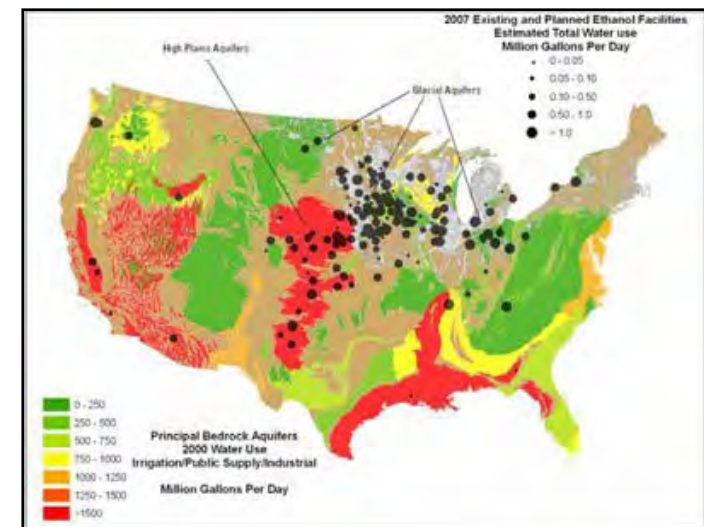 2007 Existing and Planned Ethanol Facilities
Estimated Total Water use
Million Gallons Per Day
0 - 0.05
0.05 - 0.10
0.10 - 0.50
0.50 - 1.0
> 1.0
High Plains Aquifers
Glacial Aquifers
0 - 250
250 - 500
500 - 750
750 - 1000
1000 - 1250
1250 - 1500
>1500
Principal Bedrock Aquifers
2000 Water Use
Irrigation/Public Supply/Industrial
Million Gallons Per Day